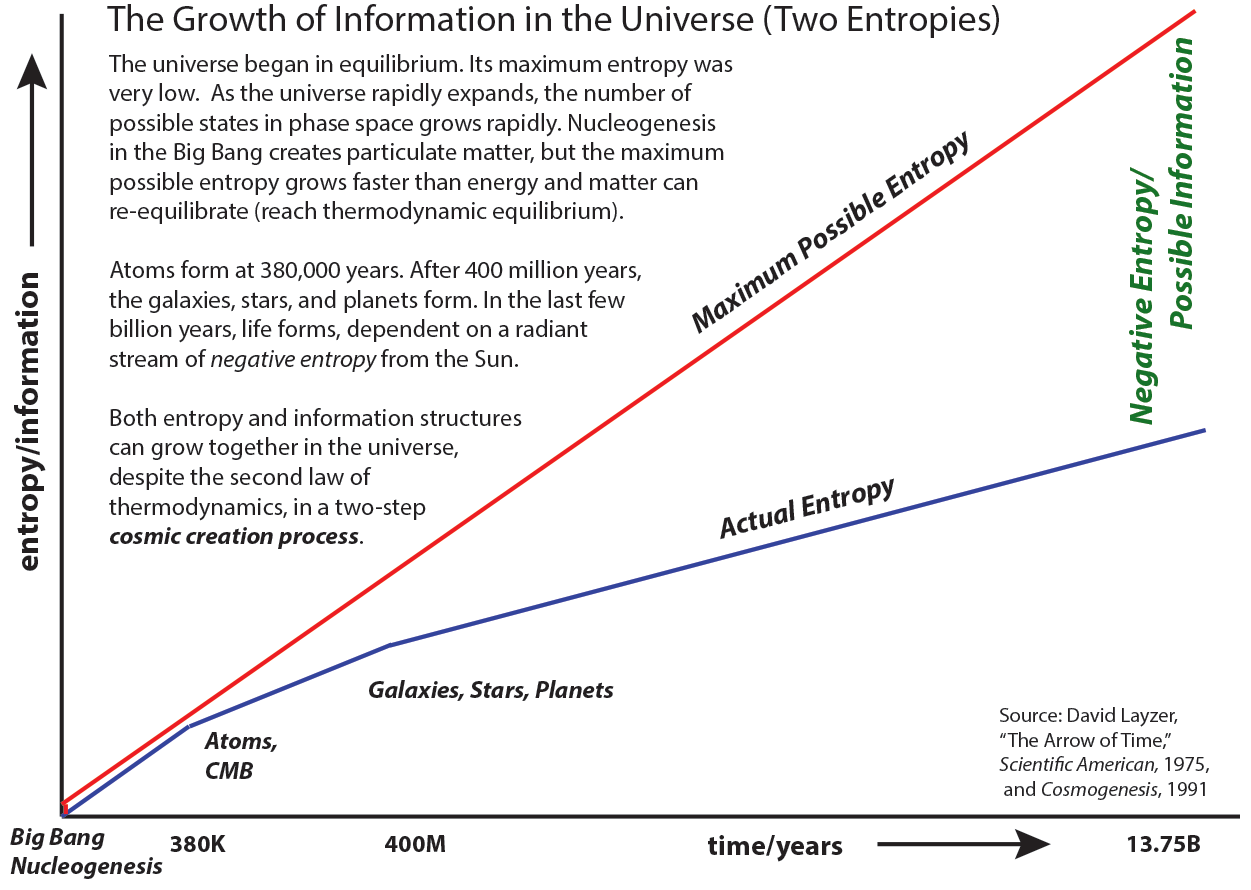 The Growth of Information in the Universe (Two Entropies)
The universe began in equilibrium. Its maximum entropy was
very low. As the universe rapidly expands, the number of
possible states in phase space grows rapidly. Nucleogenesis
in the Big Bang creates particulate matter, but the maximum
possible entropy grows faster than energy and matter can
re-equilibrate (reach thermodynamic equilibrium).
Atoms form at 380,000 years. After 400 million years,
the galaxies, stars, and planets form. In the last few
billion years, life forms, dependent on a radiant
stream of negative entropy from the Sun.
Both entropy and information structures
can grow together in the universe,
despite the second law of
thermodynamics, in a two-step
cosmic creation process.
entropy/information
Maximum Possible Entropy
Negative Entropy/
Possible Information
Actual Entropy
Galaxies, Stars, Planets
Atoms,
CMB
Source: David Layzer,
“The Arrow of Time,”
Scientific American, 1975,
and Cosmogenesis, 1991
Big Bang
Nucleogenesis
380K
400M
time/years
13.75B